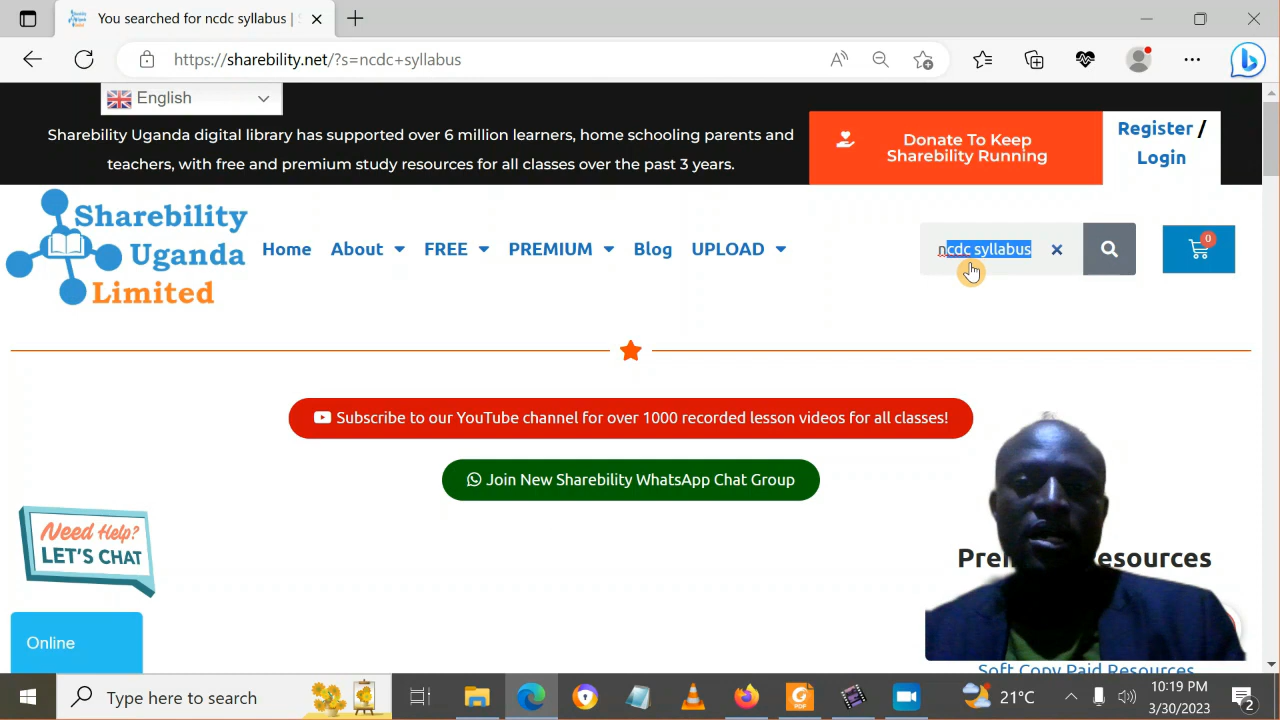 You searched for ncdc syllabus |
https://sharebility.net/?s=ncdc+syllabus
English
Sharebility Uganda digital library has supported over 6 million learners, home schooling parents and
teachers, with free and premium study resources for all classes over the past 3 years.
Donate To Keep
Sharebility Running
Register /
Login
Sharebility
Uganda
Limited
Home
About
FREE
PREMIUM
Blog
UPLOAD
ncdc syllabus
0
Subscribe to our YouTube channel for over 1000 recorded lesson videos for all classes!
Join New Sharebility WhatsApp Chat Group
Need Help?
LET'S CHAT
esources
Online
Soft Copy Paid Resources
Type here to search
21°C
10:19 PM
3/30/2023
2